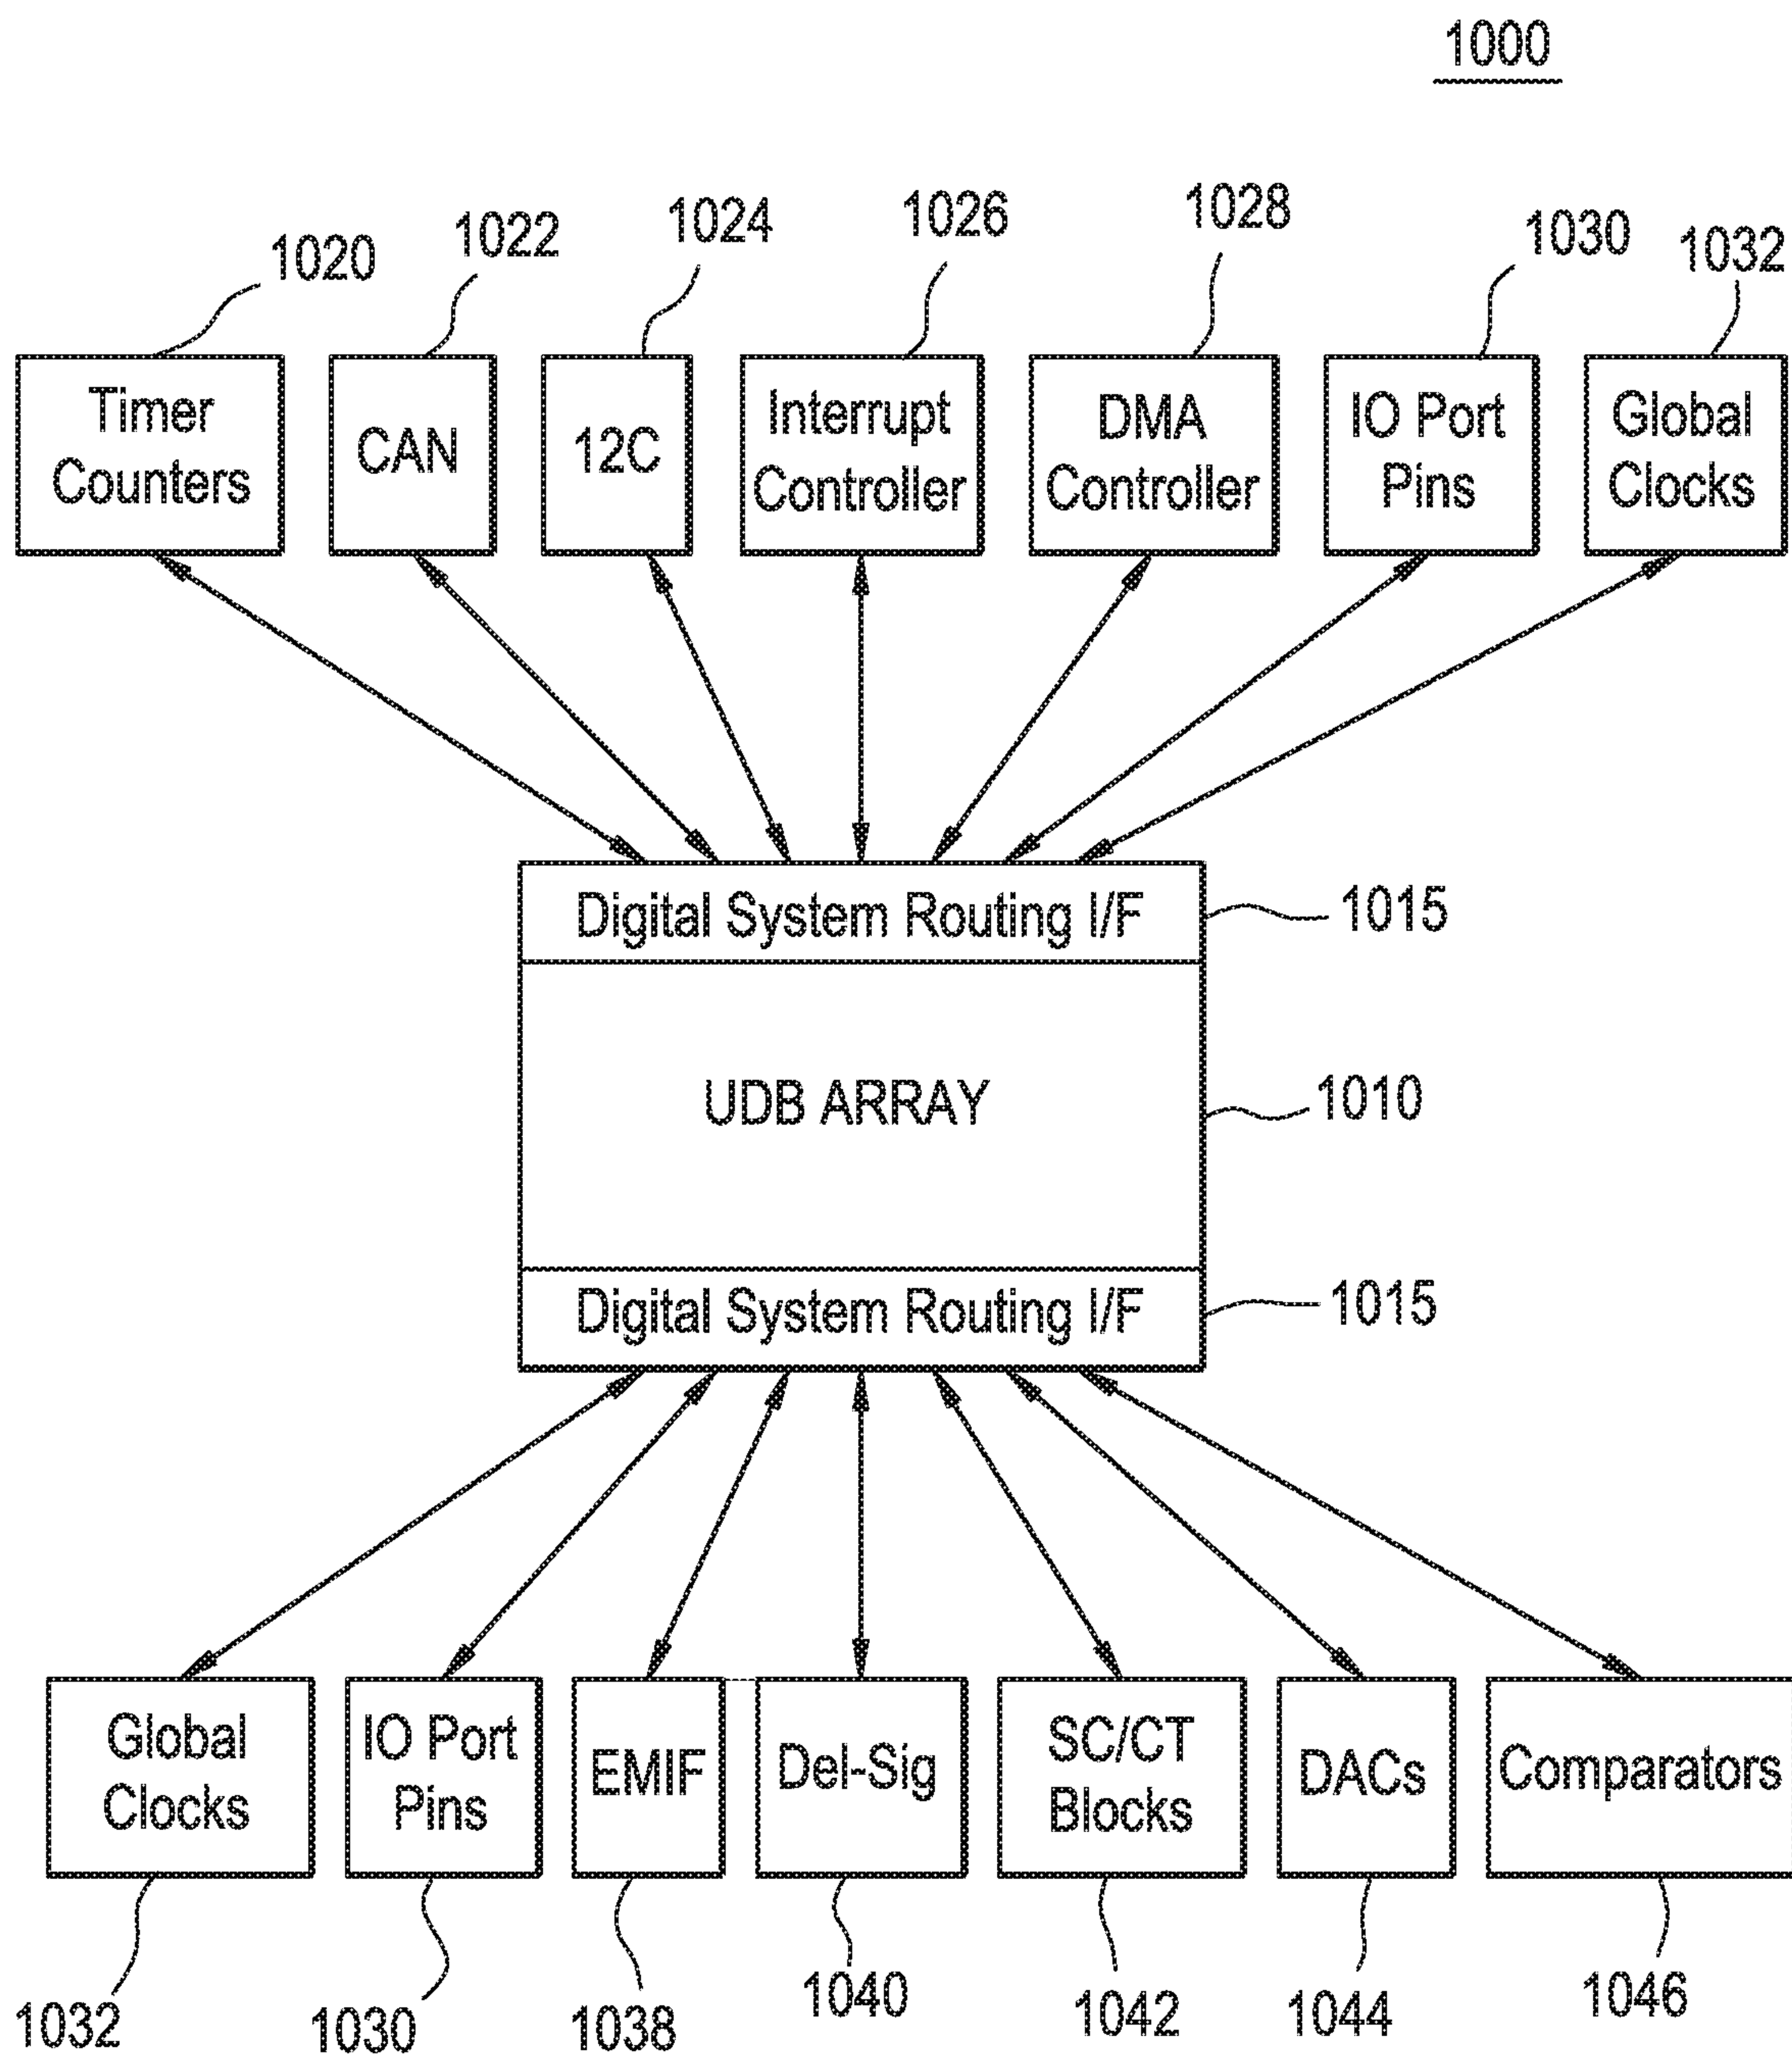 1000
1020
1022
1024
1026
1028
1030
1032
Timer
Counters
CAN
12C
Interrupt
Controller
DMA
Controller
IO Port
Pins
Global
Clocks
Digital System Routing I/F
1015
UDB ARRAY
1010
Digital System Routing I/F
1015
Global
Clocks
IO Port
Pins
EMIF
Del-Sig
SC/CT
Blocks
DACs
Comparators
1032
1030
1038
1040
1042
1044
1046